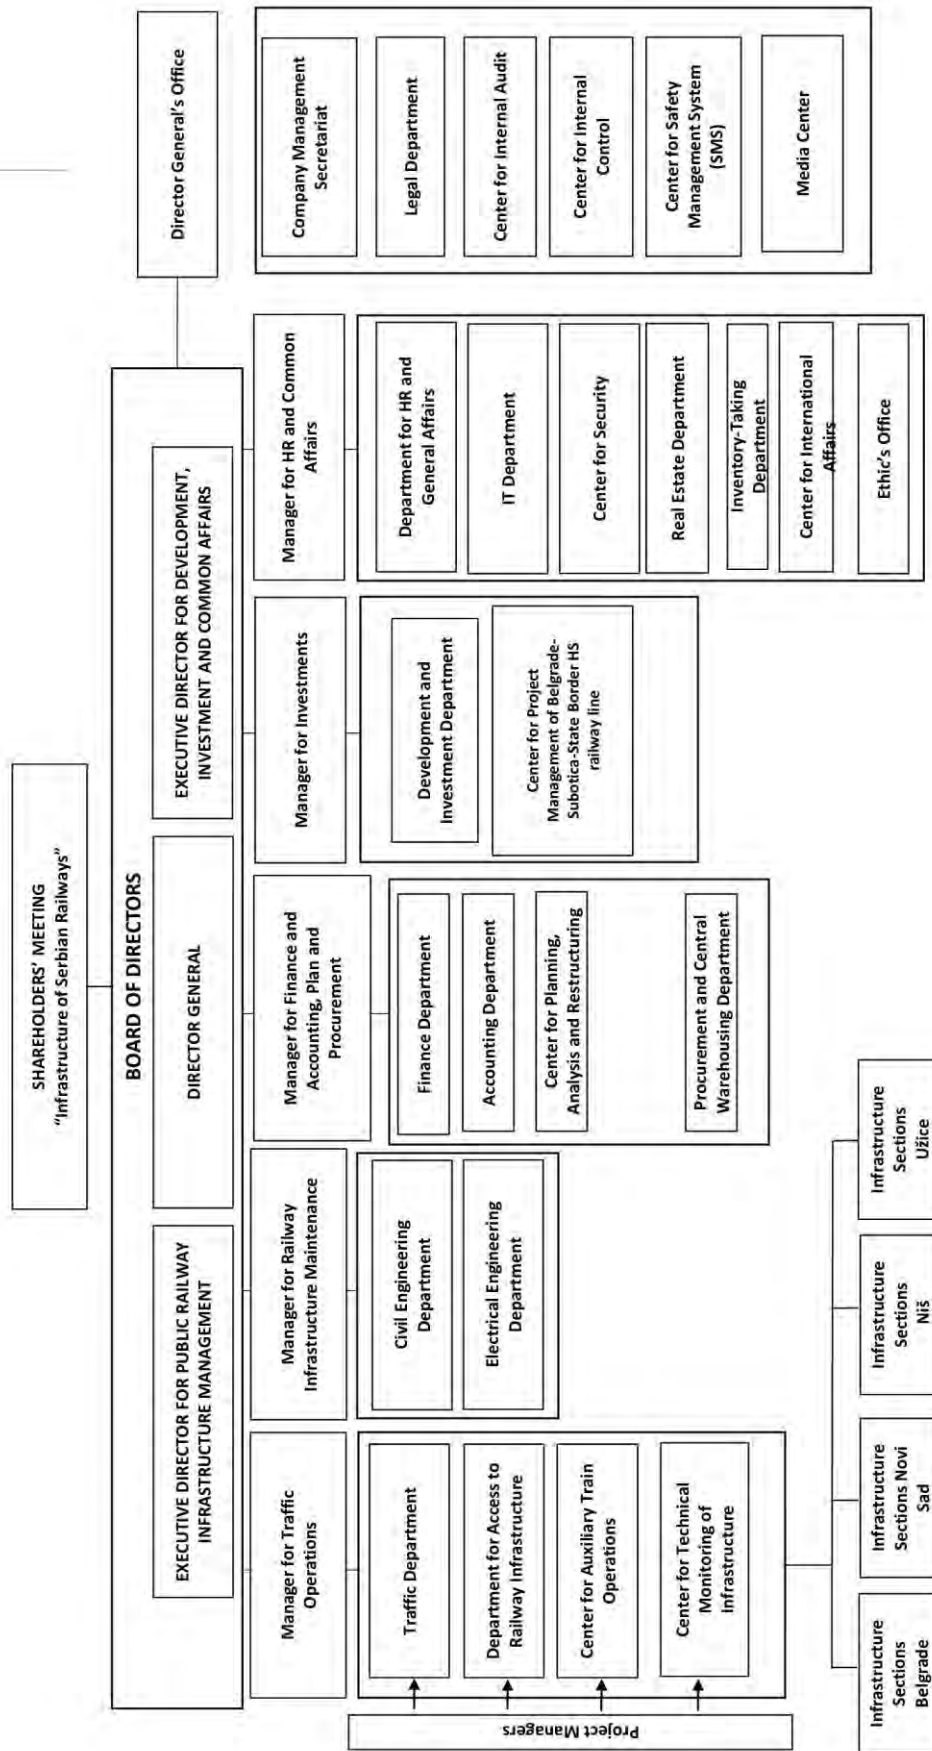 SHAREHOLDERS' MEETING
"Infrastructure of Serbian Railways"
BOARD OF DIRECTORS
EXECUTIVE DIRECTOR FOR PUBLIC RAILWAY
INFRASTRUCTURE MANAGEMENT
DIRECTOR GENERAL
EXECUTIVE DIRECTOR FOR DEVELOPMENT,
INVESTMENT AND COMMON AFFAIRS
Director General's Office
Manager for Traffic
Operations
Manager for Railway
Infrastructure Maintenance
Manager for Finance and
Accounting, Plan and
Procurement
Manager for Investments
Manager for HR and Common
Affairs
Project Managers
Traffic Department
Department for Access to
Railway Infrastructure
Center for Auxiliary Train
Operations
Center for Technical
Monitoring of
Infrastructure
Civil Engineering
Department
Electrical Engineering
Department
Finance Department
Accounting Department
Center for Planning,
Analysis and Restructuring
Procurement and Central
Warehousing Department
Development and
Investment Department
Center for Project
Management of Belgrade-
Subotica-State Border HS
railway line
Department for HR and
General Affairs
IT Department
Center for Security
Real Estate Department
Inventory-Taking
Department
Center for International
Affairs
Ethic's Office
Company Management
Secretariat
Legal Department
Center for Internal Audit
Center for Internal
Control
Center for Safety
Management System
(SMS)
Media Center
Infrastructure
Sections
Belgrade
Infrastructure
Sections Novi
Sad
Infrastructure
Sections
Niš
Infrastructure
Sections
Užice